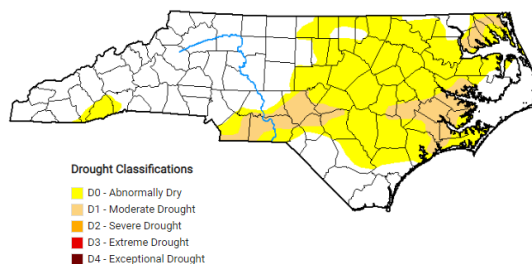 Drought Classifications
D0 - Abnormally Dry
D1 - Moderate Drought
D2 - Severe Drought
D3 - Extreme Drought
D4 - Exceptional Drought